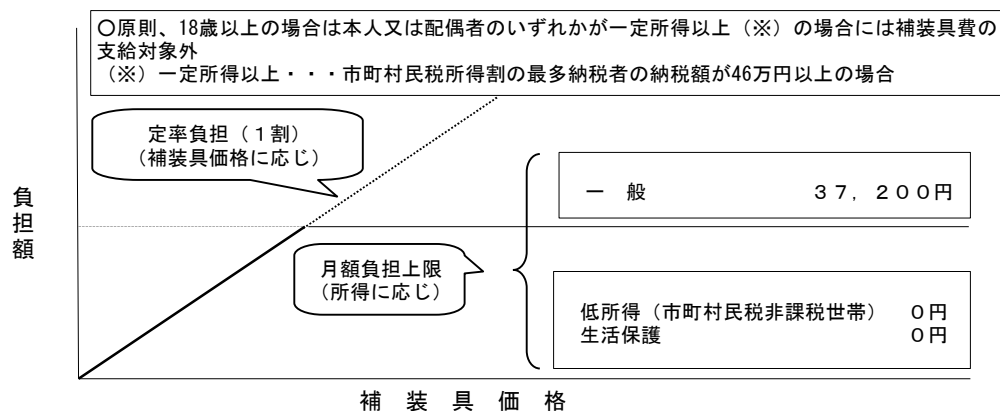 〇原則、18歳以上の場合は本人又は配偶者のいずれかが一定所得以上（※）の場合には補装具費の
支給対象外
（※）一定所得以上・・・市町村民税所得割の最多納税者の納税額が46万円以上の場合
定率負担（１割）
（補装具価格に応じ）
一　般　　　　　　　３７，２００円
負担額
月額負担上限
（所得に応じ）
低所得（市町村民税非課税世帯）　０円
生活保護　　　　　　　　　　　　０円
補　装　具　価　格